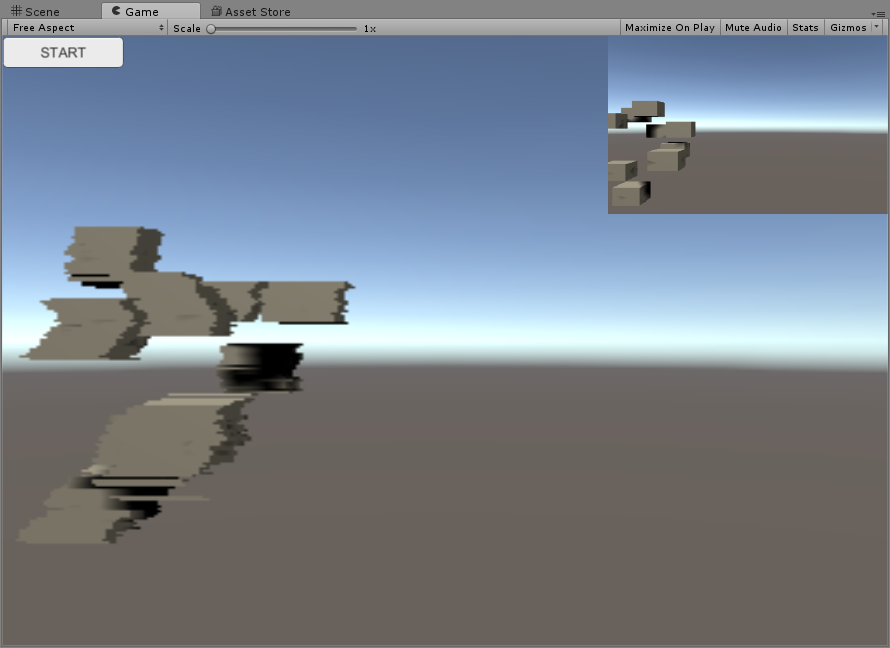 Scene Game Asset Store
Free Aspect Scale 1x Maximize On Play Mute Audio Stats Gizmos
START